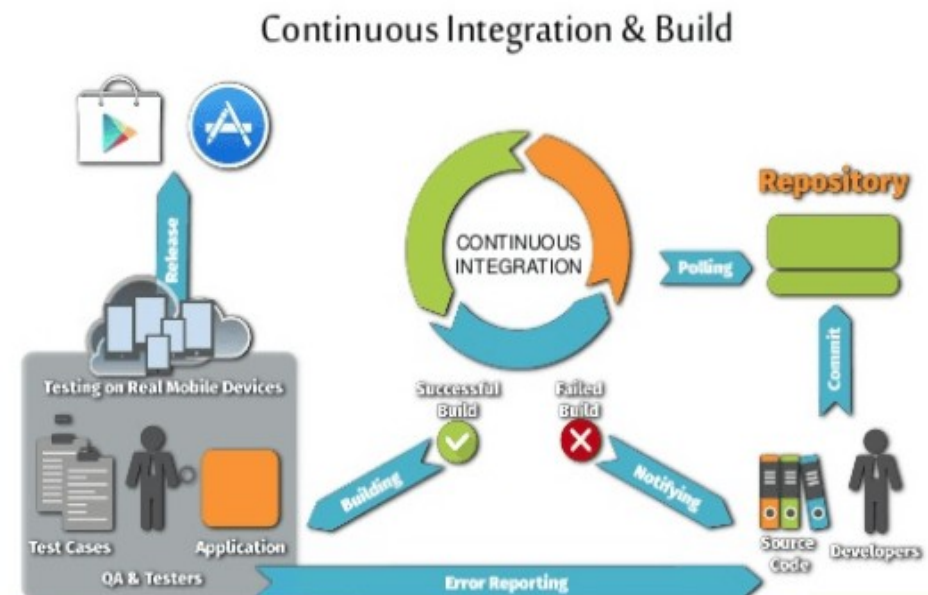 Continuous Integration & Build
Release
CONTINUOUS
INTEGRATION
Repository
Polling
Commit
Testing on Real Mobile Devices
Successful
Build
Failed
Build
Building
Notifying
Test Cases
Application
QA & Testers
Source
Code
Developers
Error Reporting